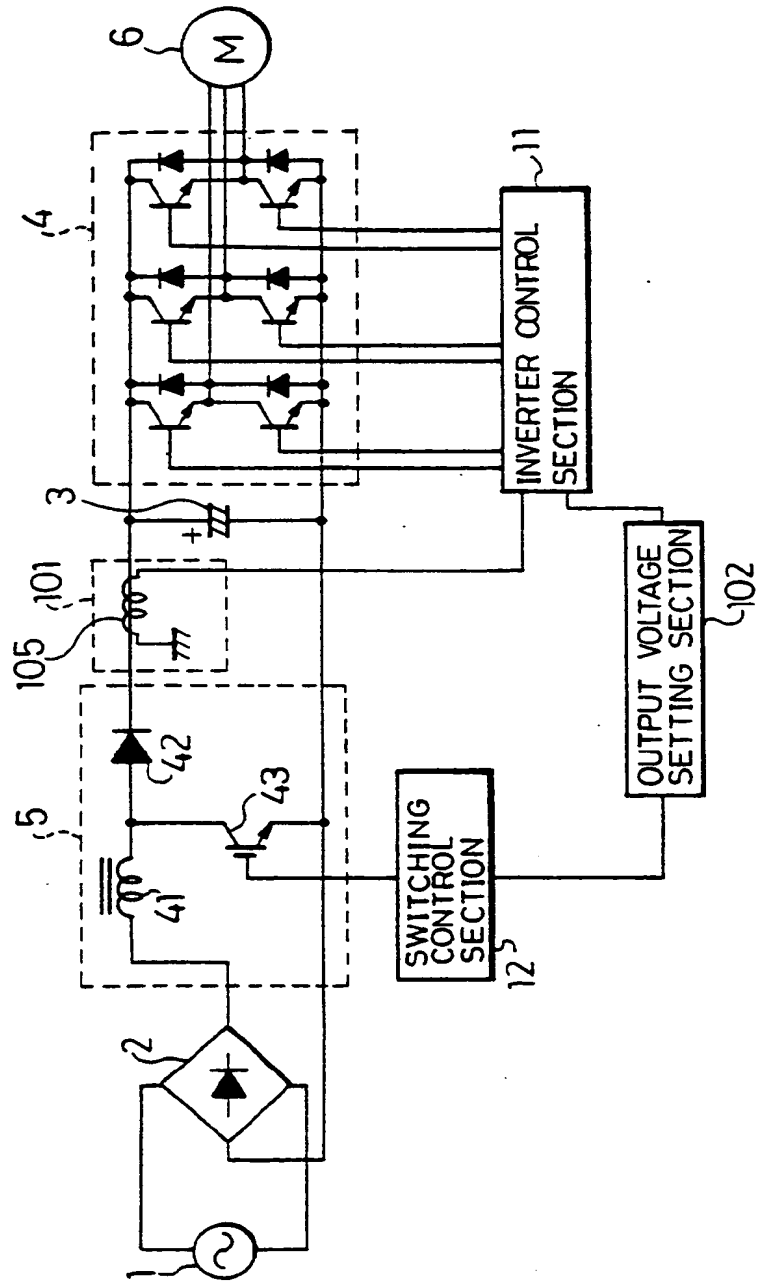 1
2
5
41
42
43
105
101
3
+
4
6
M
SWITCHING
CONTROL
SECTION
12
INVERTER CONTROL
SECTION
11
OUTPUT VOLTAGE
SETTING SECTION
102